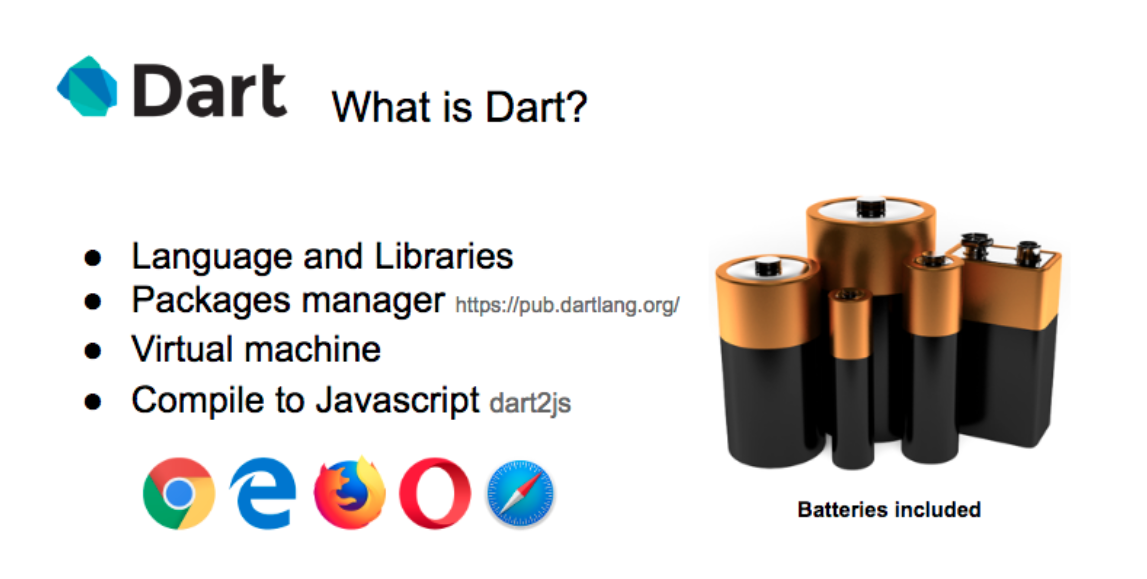 Dart What is Dart?
● Language and Libraries
● Packages manager https://pub.dartlang.org/
● Virtual machine
● Compile to Javascript dart2js
Batteries included